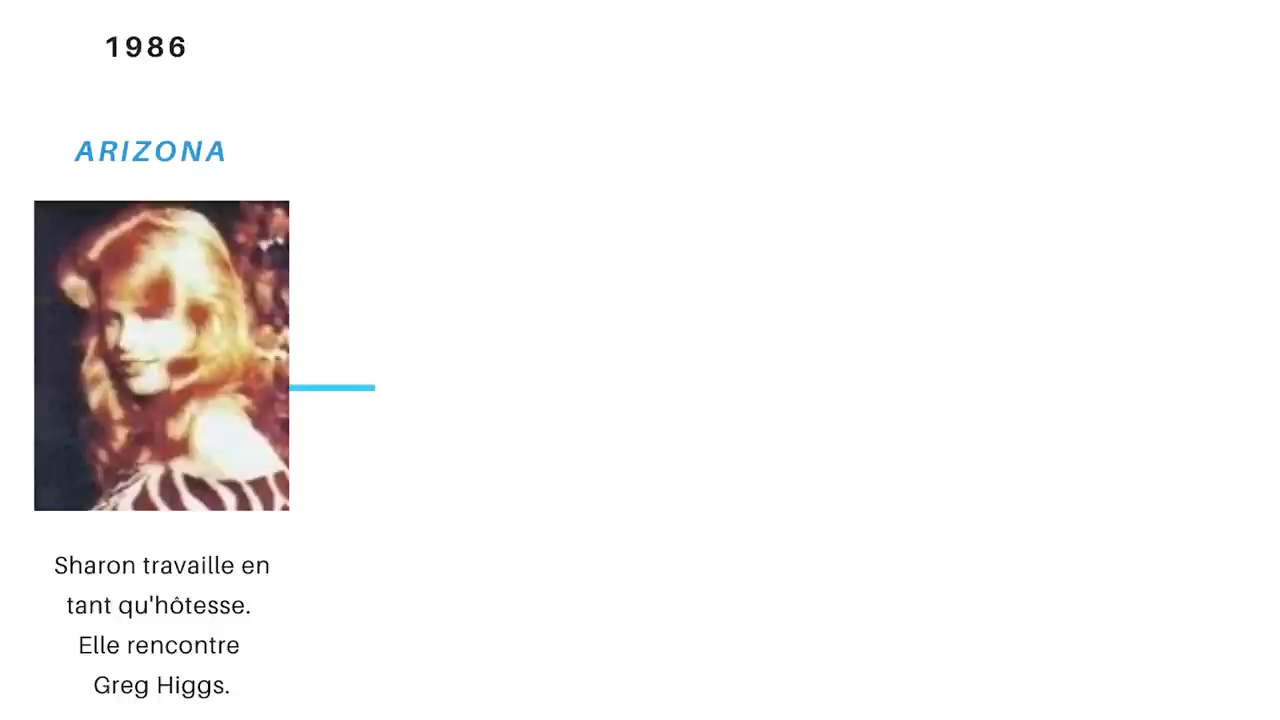 1986
ARIZONA
Sharon travaille en
tant qu'hôtesse.
Elle rencontre
Greg Higgs.